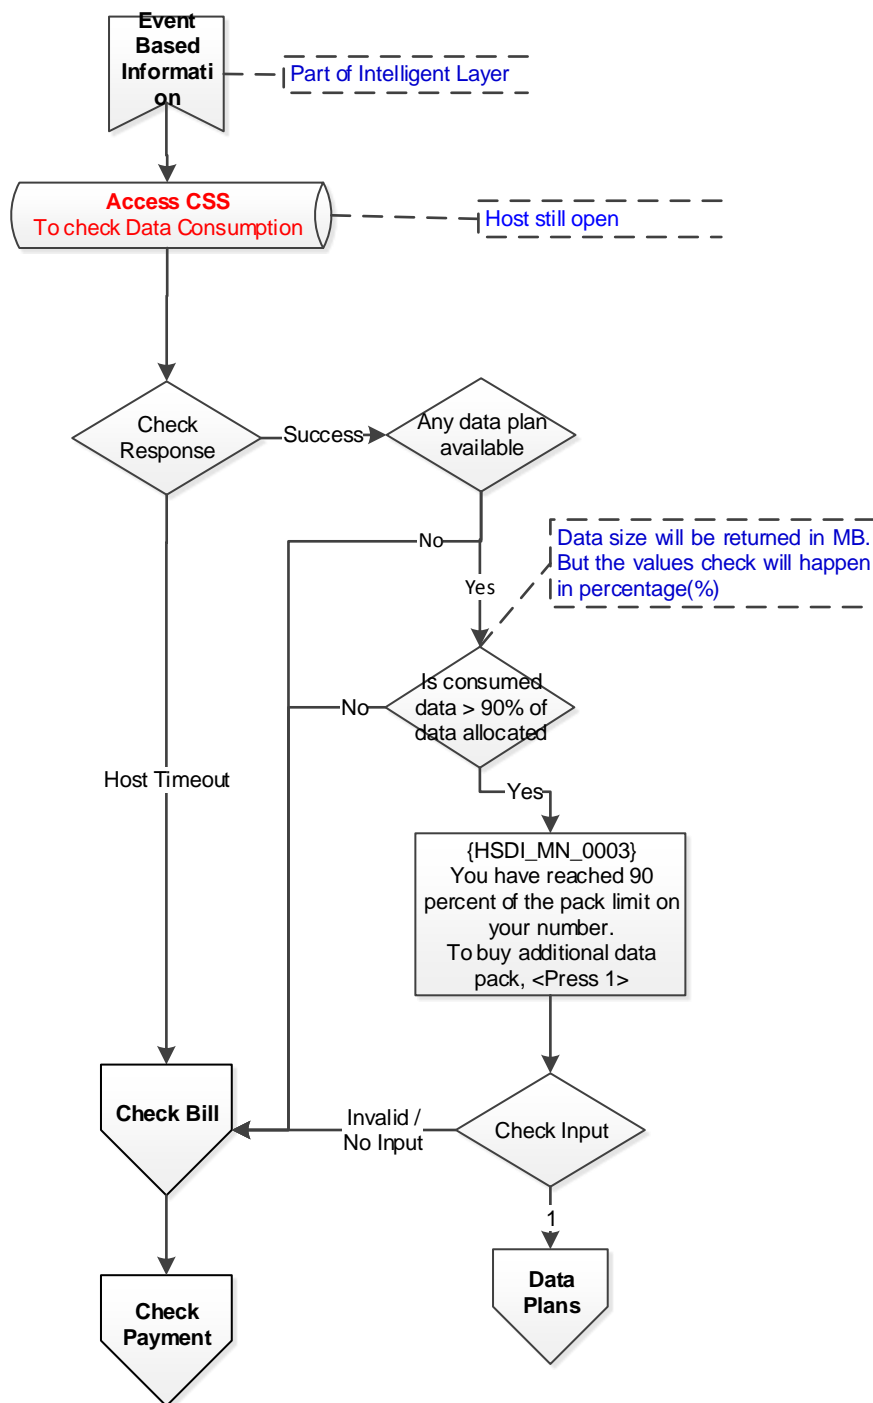 Event
Based
Informati
on
Part of Intelligent Layer
Access CSS
To check Data Consumption
Host still open
Check
Response
Success
Any data plan
available
No
Yes
Data size will be returned in MB.
But the values check will happen
in percentage(%)
Is consumed
data > 90% of
data allocated
No
Yes
Host Timeout
{HSDI_MN_0003}
You have reached 90
percent of the pack limit on
your number.
To buy additional data
pack, <Press 1>
Check Bill
Invalid /
No Input
Check Input
1
Check
Payment
Data
Plans